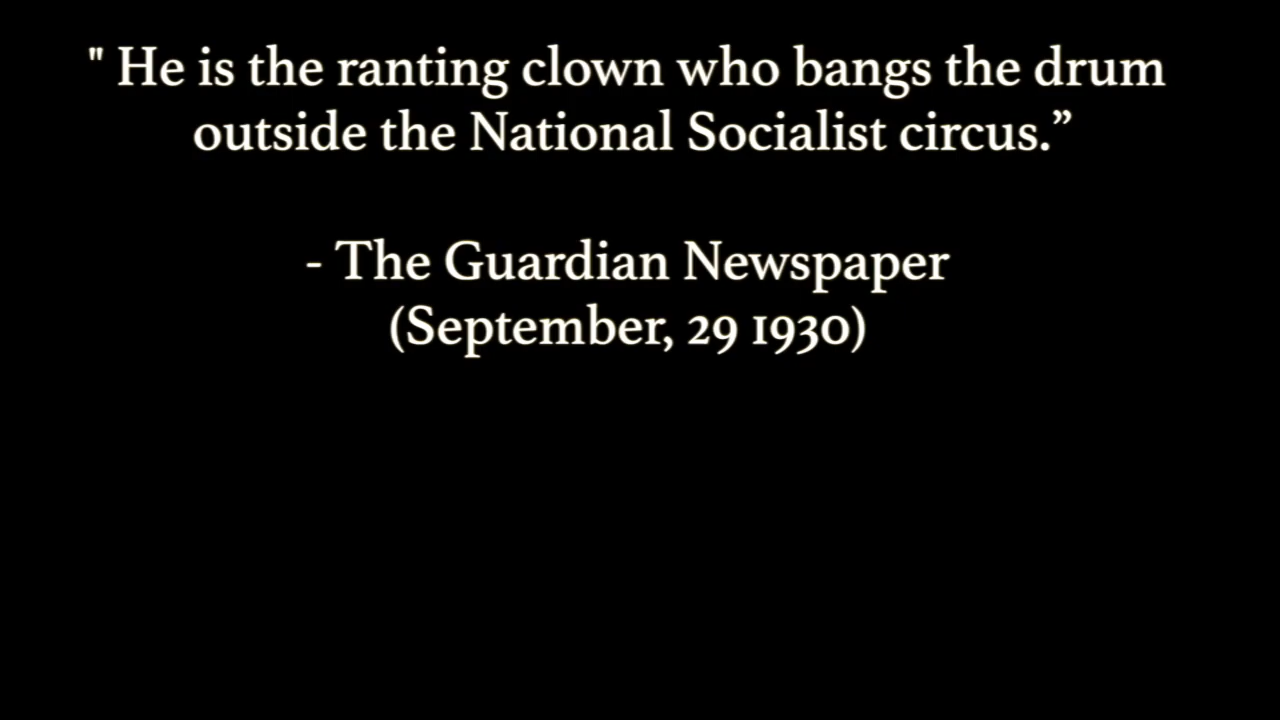 " He is the ranting clown who bangs the drum
outside the National Socialist circus.”
- The Guardian Newspaper
(September, 29 1930)